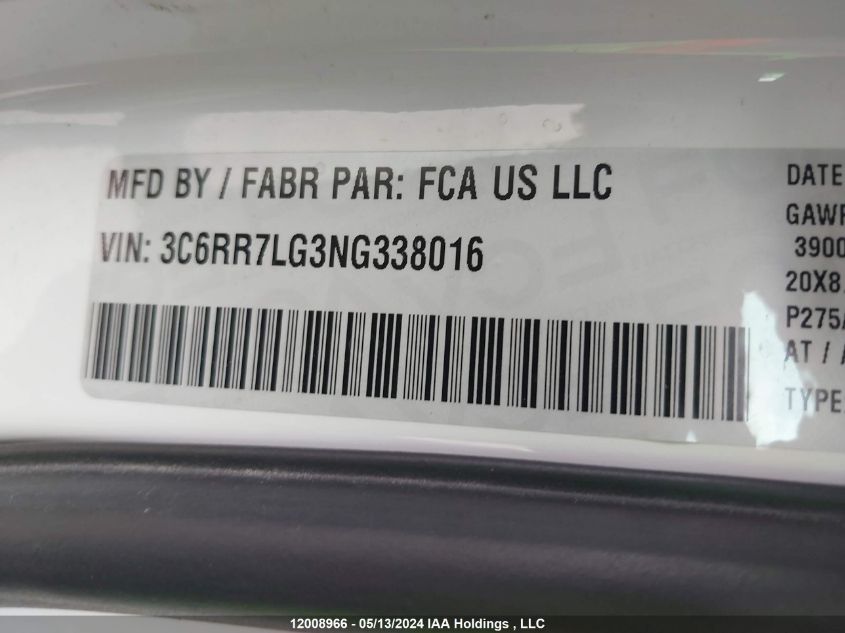 MFD BY / FABR PAR: FCA US LLC
VIN: 3C6RR7LG3NG338016
DATE
GAWR
3900
20X8
P275/
AT /
TYPE
12008966 - 05/13/2024 IAA Holdings , LLC